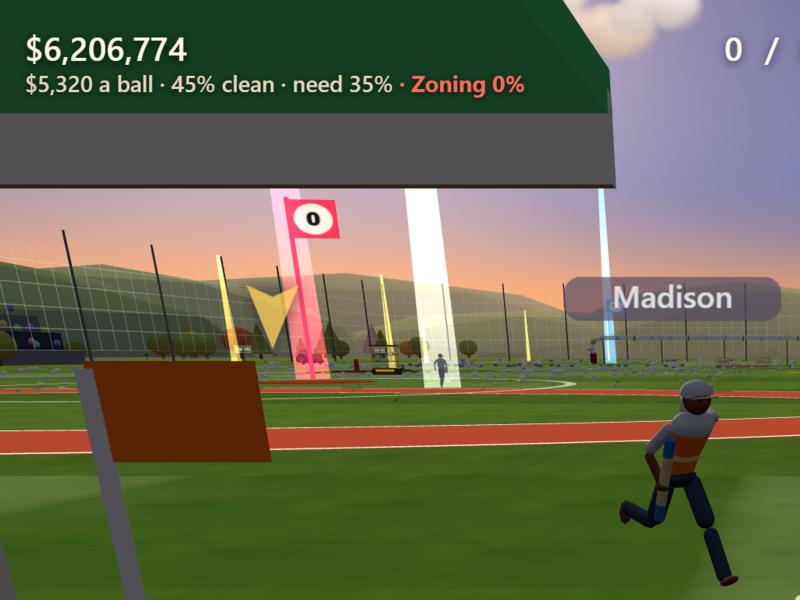 $6,206,774
0 /
$5,320 a ball · 45% clean · need 35% · Zoning 0%
0
Madison